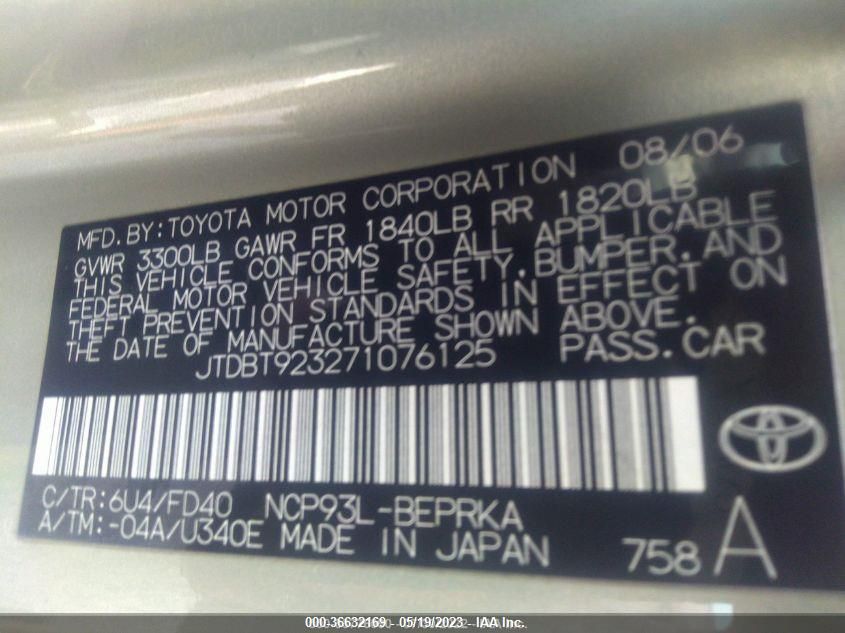 MFD.BY:TOYOTA MOTOR CORPORATION 08/06
GVWR 3300LB GAWR FR 1840LB RR 1820LB
THIS VEHICLE CONFORMS TO ALL APPLICABLE
FEDERAL MOTOR VEHICLE SAFETY,BUMPER,AND
THEFT PREVENTION STANDARDS IN EFFECT ON
THE DATE OF MANUFACTURE SHOWN ABOVE.
JTDBT923271076125 PASS.CAR
C/TR:6U4/FD40 NCP93L-BEPRKA
A/TM:-04A/U340E MADE IN JAPAN 758 A
000-36632169 - 05/19/2023 - IAA Inc.